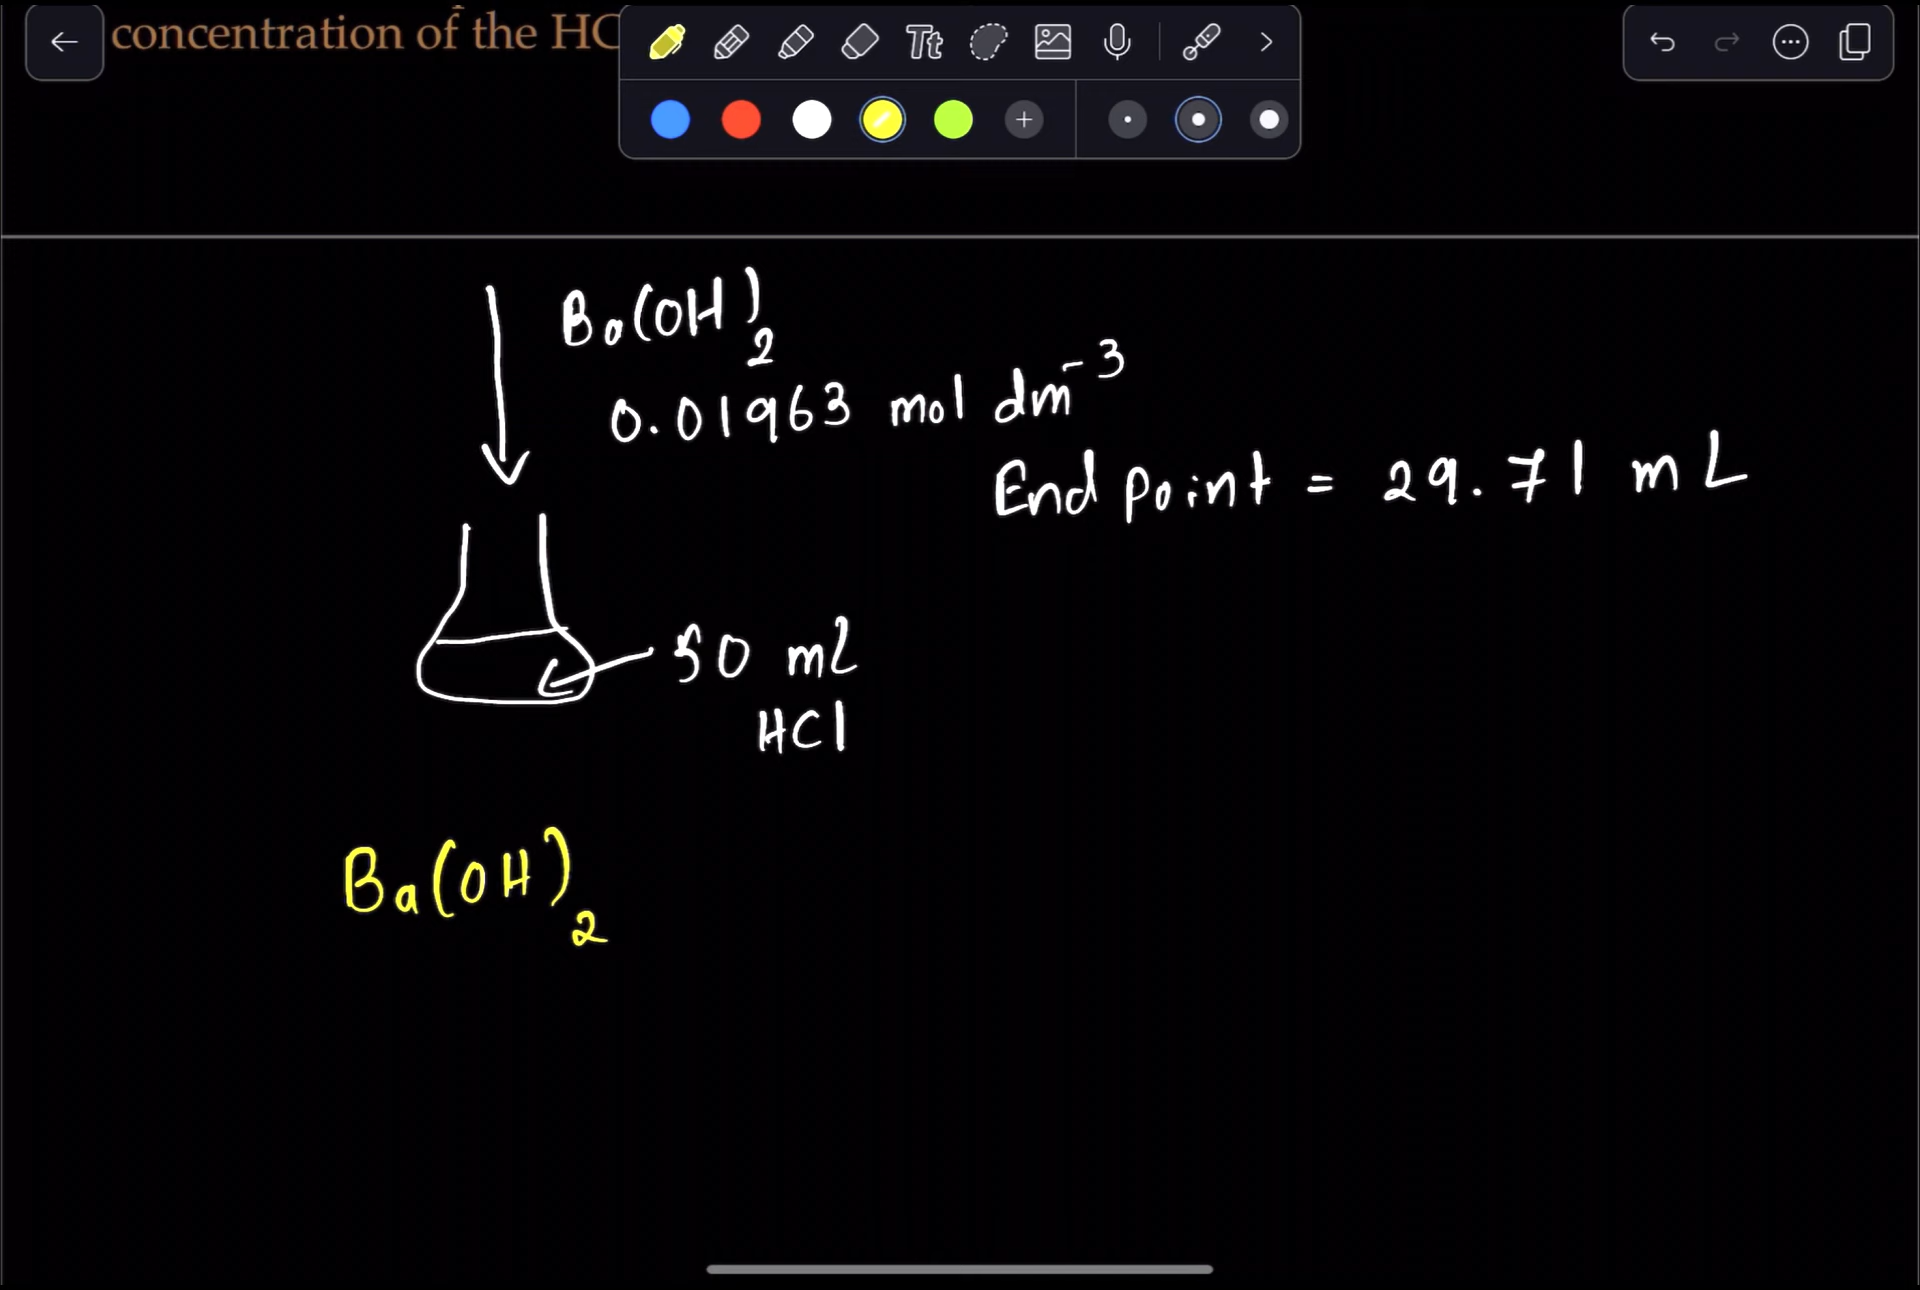 concentration of the HC
Tt
Ba(OH)₂
0.01963 mol dm⁻³
End point = 29.71 mL
50 ml
HCl
Ba(OH)₂